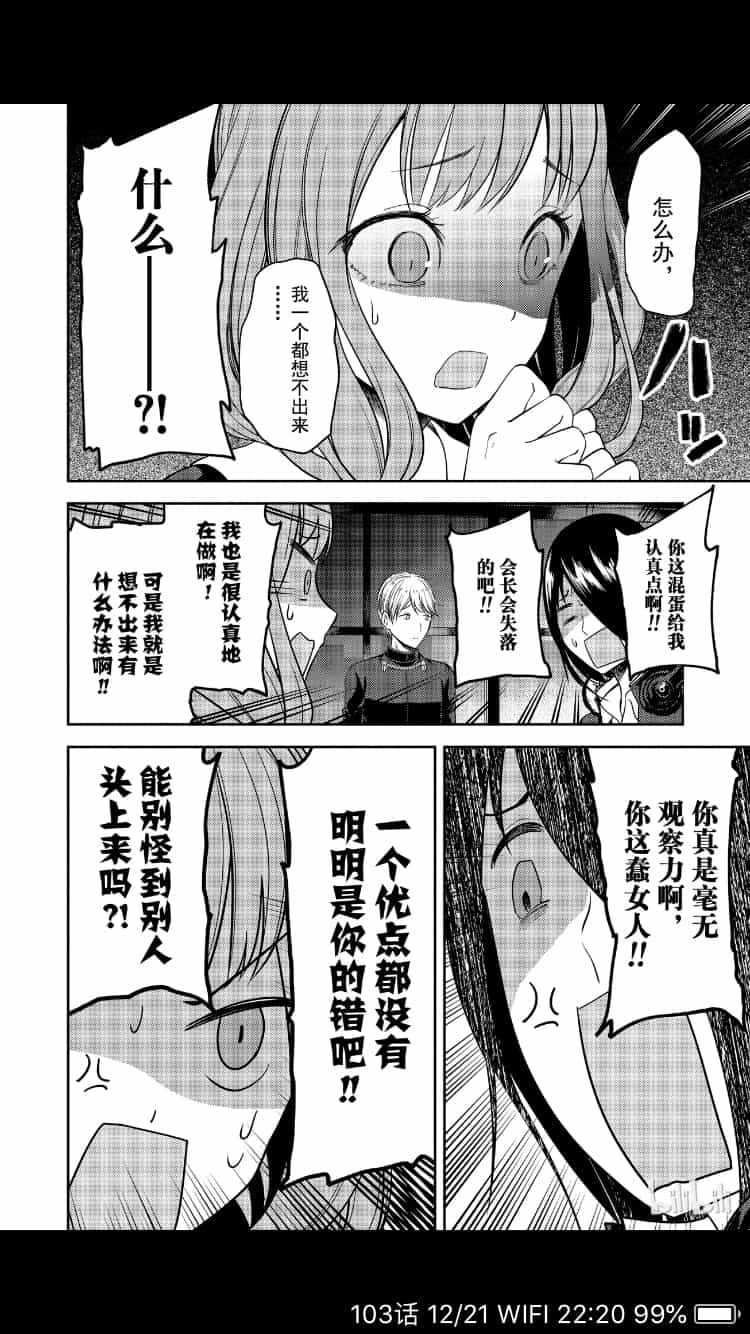 怎么办，
我一个都想不出来
……
什么——?!
ハッ
你这混蛋给我
认真点啊!!
会长会失落
的吧!!
我也是很认真地
在做啊!
可是我就是
想不出来有
什么办法啊!!
你真是毫无
观察力啊，
你这蠢女人!!
一个优点都没有
明明是你的错吧!!
能别怪到别人
头上来吗?!
bilibili
103话 12/21 WIFI 22:20 99%